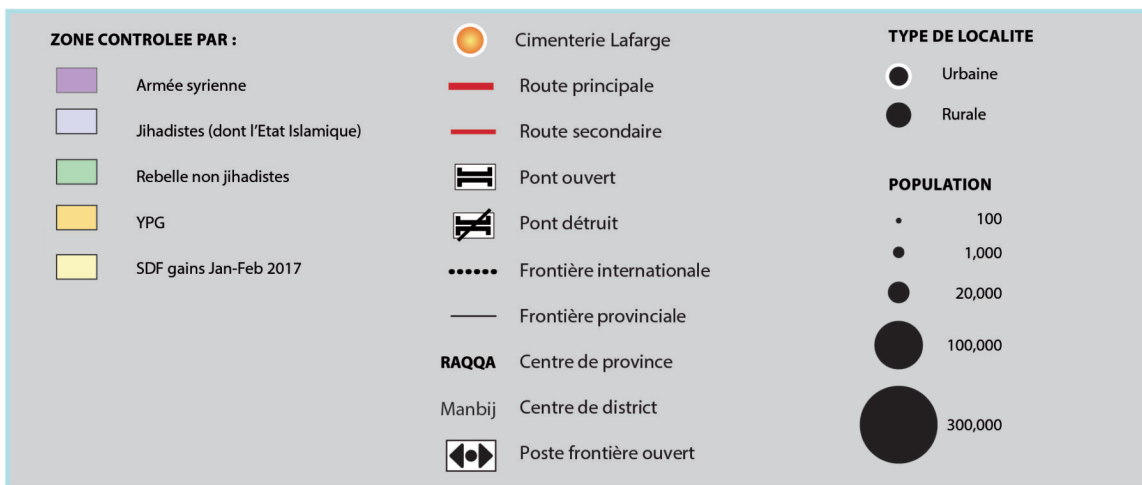 ZONE CONTROLEE PAR :
Armée syrienne
Jihadistes (dont l'Etat Islamique)
Rebelle non jihadistes
YPG
SDF gains Jan-Feb 2017
Cimenterie Lafarge
Route principale
Route secondaire
Pont ouvert
Pont détruit
Frontière internationale
Frontière provinciale
RAQQA Centre de province
Manbij Centre de district
Poste frontière ouvert
TYPE DE LOCALITE
Urbaine
Rurale
POPULATION
100
1,000
20,000
100,000
300,000